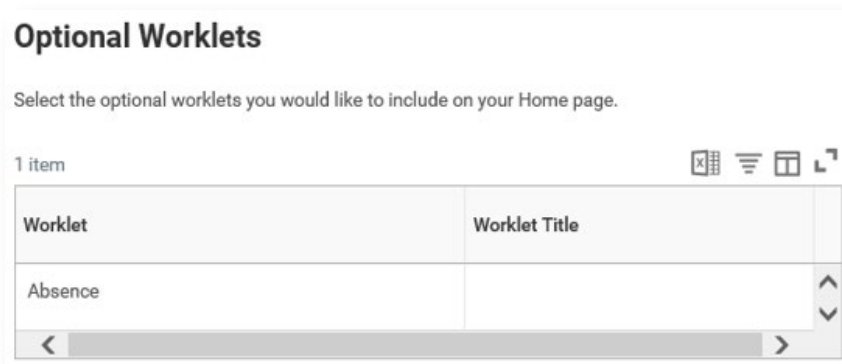 Optional Worklets
Select the optional worklets you would like to include on your Home page.
1 item
Worklet Worklet Title
Absence